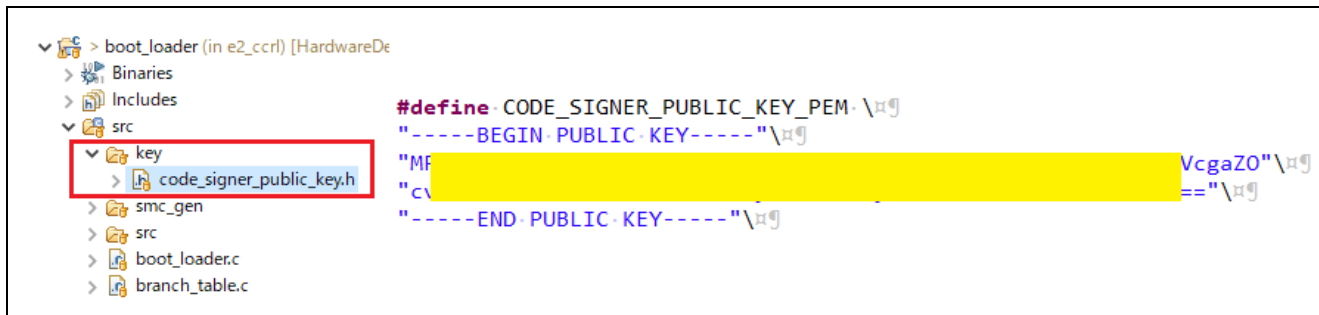 > boot_loader (in e2_ccrl) [HardwareDe
Binaries
Includes
src
key
code_signer_public_key.h
smc_gen
src
boot_loader.c
branch_table.c
#define CODE_SIGNER_PUBLIC_KEY_PEM \¤¶
"-----BEGIN PUBLIC KEY-----"\¤¶
"MF VcgaZO"\¤¶
"cv =="\¤¶
"-----END PUBLIC KEY-----"\¤¶